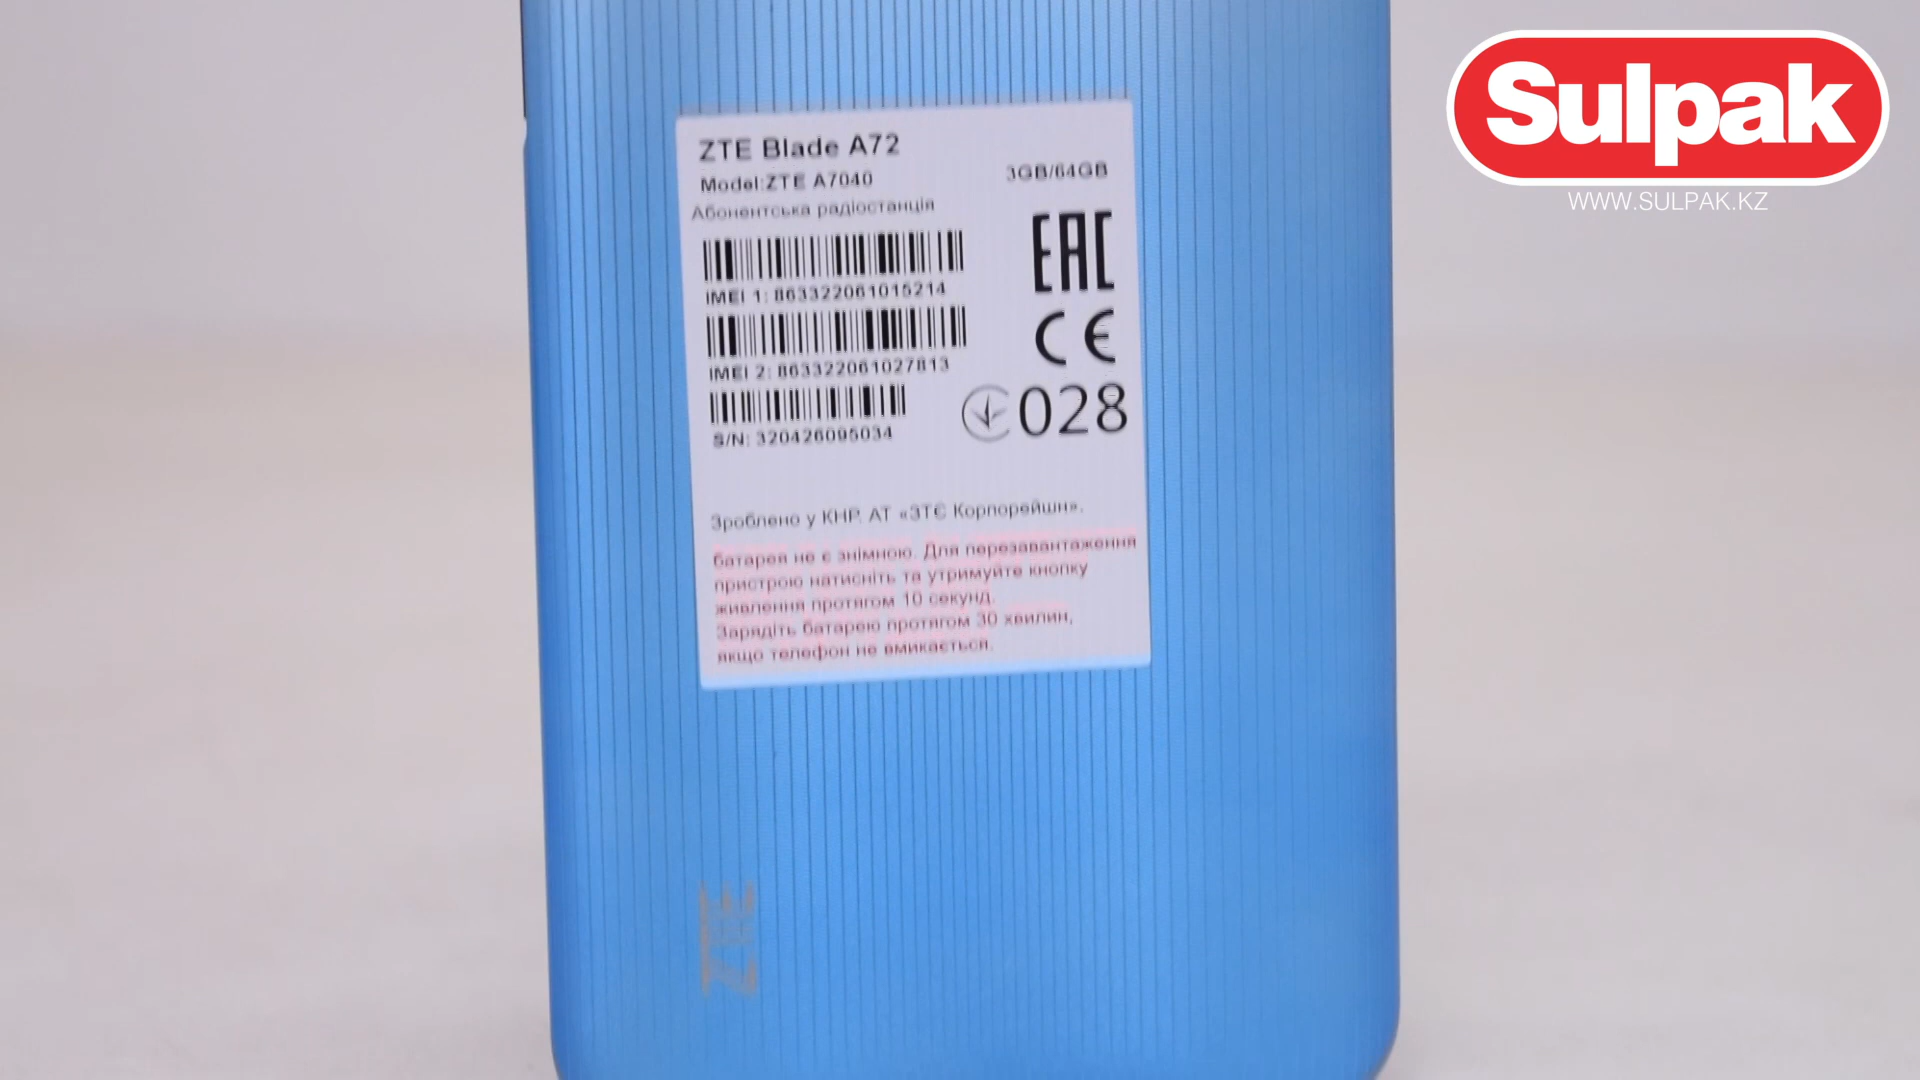 ZTE Blade A72
Model:ZTE A7040
3GB/64GB
Абонентська радіостанція
IMEI 1: 863322061015214
IMEI 2: 863322061027813
S/N: 320426095034
EAC
CE
028
Зроблено у КНР. АТ «ЗТЄ Корпорейшн».
батарея не є знімною. Для перезавантаження
пристрою натисніть та утримуйте кнопку
живлення протягом 10 секунд.
Зарядіть батарею протягом 30 хвилин,
якщо телефон не вмикається.
ZTE
Sulpak
WWW.SULPAK.KZ